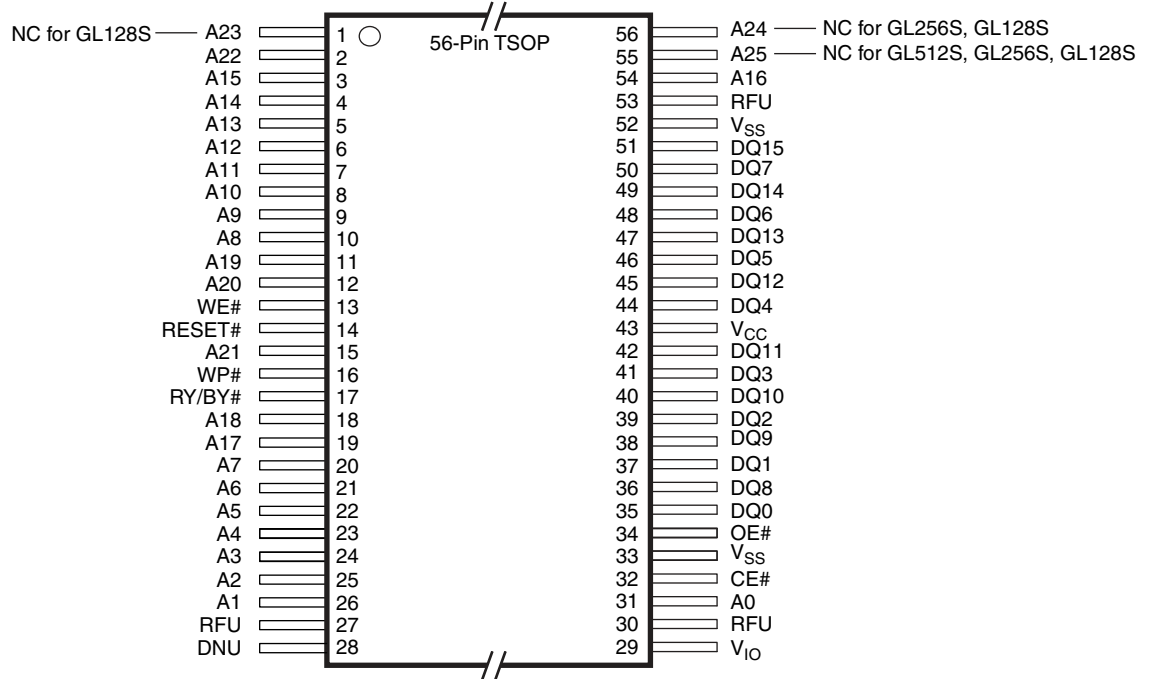 NC for GL128S A23 1 56-Pin TSOP 56 A24 NC for GL256S, GL128S
A22 2 55 A25 NC for GL512S, GL256S, GL128S
A15 3 54 A16
A14 4 53 RFU
A13 5 52 VSS
A12 6 51 DQ15
A11 7 50 DQ7
A10 8 49 DQ14
A9 9 48 DQ6
A8 10 47 DQ13
A19 11 46 DQ5
A20 12 45 DQ12
WE# 13 44 DQ4
RESET# 14 43 VCC
A21 15 42 DQ11
WP# 16 41 DQ3
RY/BY# 17 40 DQ10
A18 18 39 DQ2
A17 19 38 DQ9
A7 20 37 DQ1
A6 21 36 DQ8
A5 22 35 DQ0
A4 23 34 OE#
A3 24 33 VSS
A2 25 32 CE#
A1 26 31 A0
RFU 27 30 RFU
DNU 28 29 VIO